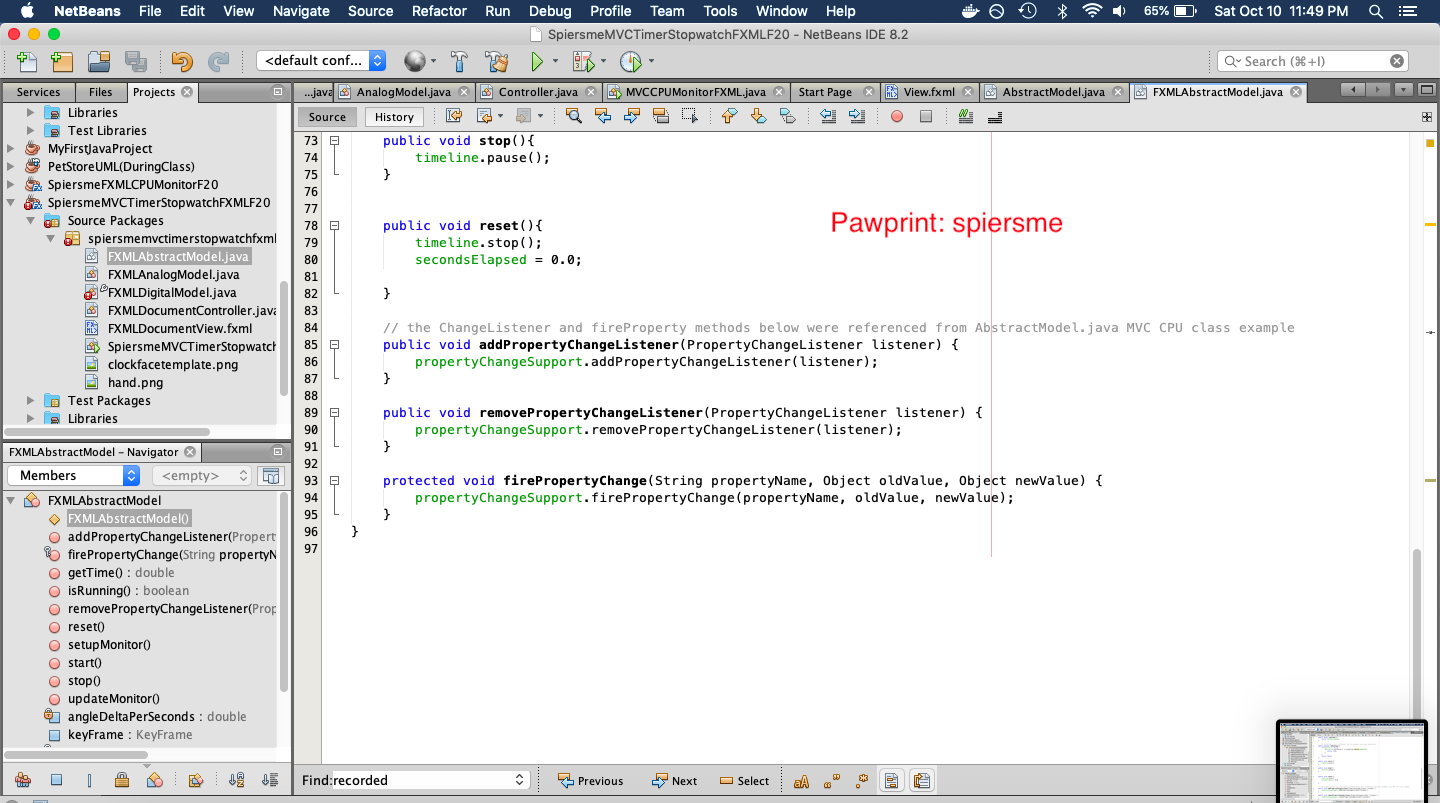 NetBeans File Edit View Navigate Source Refactor Run Debug Profile Team Tools Window Help 65% Sat Oct 10 11:49 PM
SpiersmeMVCTimerStopwatchFXMLF20 - NetBeans IDE 8.2
<default conf... Search (⌘+I)
Services Files Projects
...java AnalogModel.java Controller.java MVCCPUMonitorFXML.java Start Page View.fxml AbstractModel.java FXMLAbstractModel.java
Source History
Libraries
Test Libraries
MyFirstJavaProject
PetStoreUML(DuringClass)
SpiersmeFXMLCPUMonitorF20
SpiersmeMVCTimerStopwatchFXMLF20
Source Packages
spiersmemvctimerstopwatchfxml
FXMLAbstractModel.java
FXMLAnalogModel.java
FXMLDigitalModel.java
FXMLDocumentController.java
FXMLDocumentView.fxml
SpiersmeMVCTimerStopwatch
clockfacetemplate.png
hand.png
Test Packages
Libraries
FXMLAbstractModel - Navigator
Members <empty>
FXMLAbstractModel
FXMLAbstractModel()
addPropertyChangeListener(Property
firePropertyChange(String propertyN
getTime() : double
isRunning() : boolean
removePropertyChangeListener(Prop
reset()
setupMonitor()
start()
stop()
updateMonitor()
angleDeltaPerSeconds : double
keyFrame : KeyFrame
73 public void stop(){
74 timeline.pause();
75 }
76
77
Pawprint: spiersme
78 public void reset(){
79 timeline.stop();
80 secondsElapsed = 0.0;
81
82 }
83
84 // the ChangeListener and fireProperty methods below were referenced from AbstractModel.java MVC CPU class example
85 public void addPropertyChangeListener(PropertyChangeListener listener) {
86 propertyChangeSupport.addPropertyChangeListener(listener);
87 }
88
89 public void removePropertyChangeListener(PropertyChangeListener listener) {
90 propertyChangeSupport.removePropertyChangeListener(listener);
91 }
92
93 protected void firePropertyChange(String propertyName, Object oldValue, Object newValue) {
94 propertyChangeSupport.firePropertyChange(propertyName, oldValue, newValue);
95 }
96 }
97
Find: recorded Previous Next Select